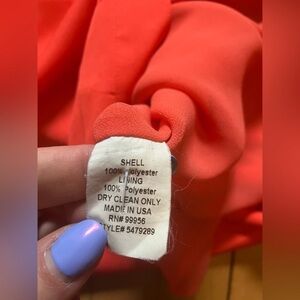 SHELL
100% Polyester
LINING
100% Polyester
DRY CLEAN ONLY
MADE IN USA
RN# 99956
STYLE# 5479289